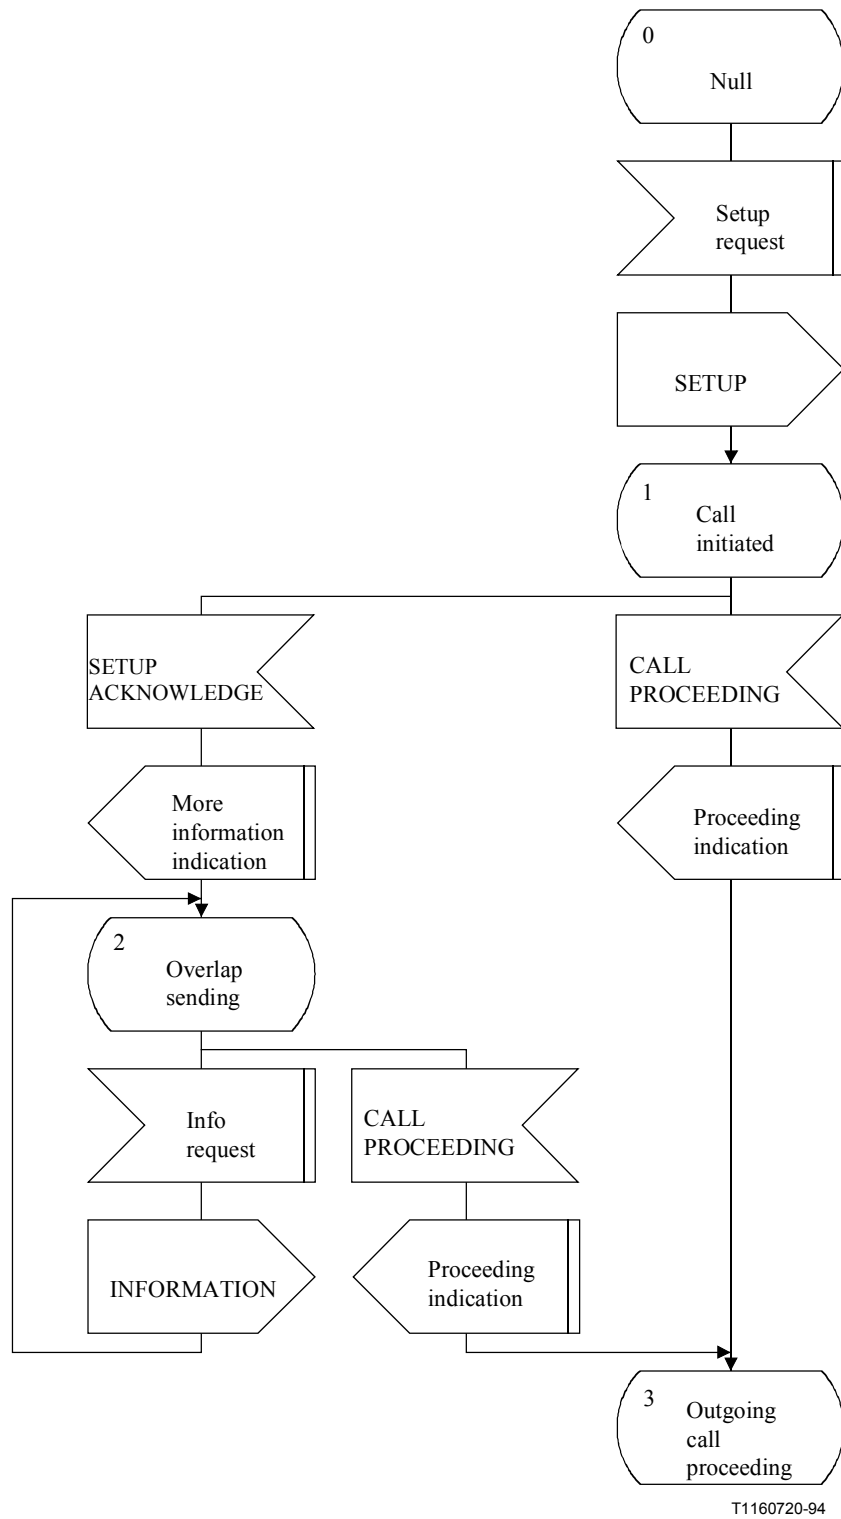 0
Null
Setup
request
SETUP
1
Call
initiated
SETUP
ACKNOWLEDGE
CALL
PROCEEDING
More
information
indication
Proceeding
indication
2
Overlap
sending
Info
request
CALL
PROCEEDING
INFORMATION
Proceeding
indication
3
Outgoing
call
proceeding
T1160720-94